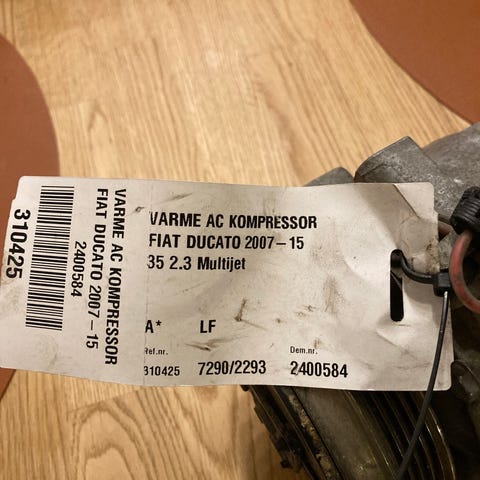 VARME AC KOMPRESSOR
FIAT DUCATO 2007-15
2400584
310425
VARME AC KOMPRESSOR
FIAT DUCATO 2007-15
35 2.3 Multijet
A* LF
Ref.nr. Dem.nr.
310425 7290/2293 2400584